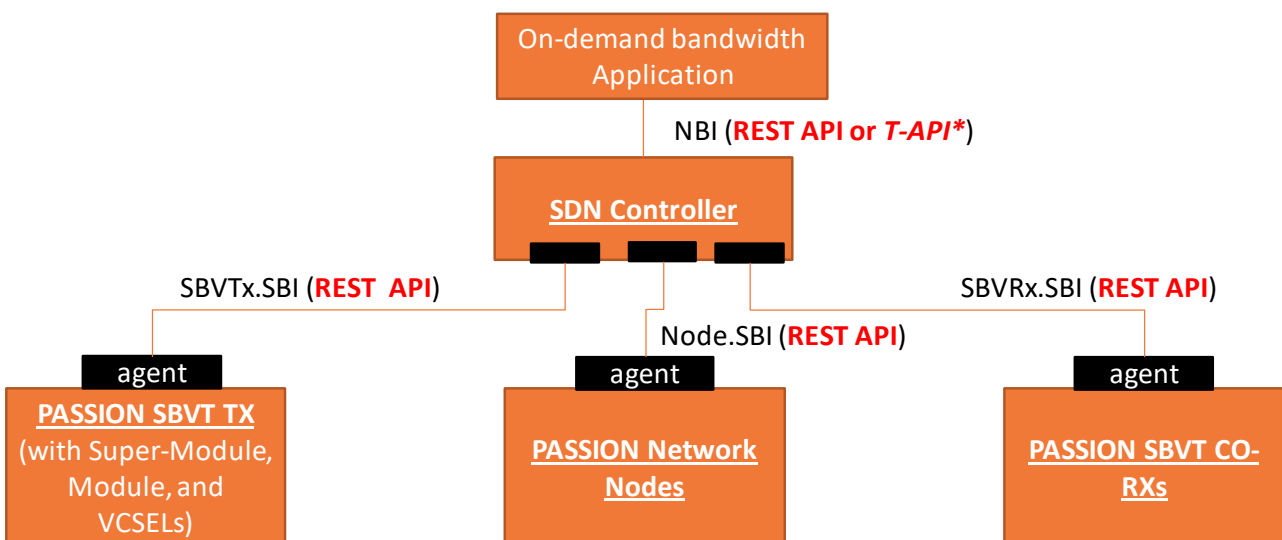 On-demand bandwidth
Application
NBI (REST API or T-API*)
SDN Controller
SBVTx.SBI (REST API)
SBVRx.SBI (REST API)
Node.SBI (REST API)
agent
agent
agent
PASSION SBVT TX
(with Super-Module,
Module, and
VCSELs)
PASSION Network
Nodes
PASSION SBVT CO-
RXs